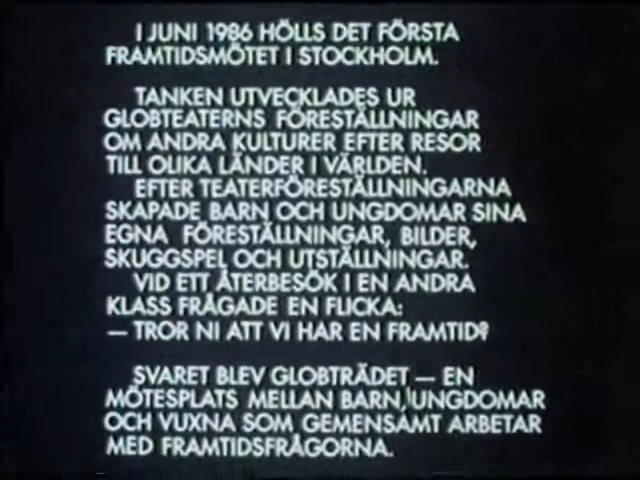 I JUNI 1986 HÖLLS DET FÖRSTA
FRAMTIDSMÖTET I STOCKHOLM.
TANKEN UTVECKLADES UR
GLOBTEATERNS FÖRESTÄLLNINGAR
OM ANDRA KULTURER EFTER RESOR
TILL OLIKA LÄNDER I VÄRLDEN.
EFTER TEATERFÖRESTÄLLNINGARNA
SKAPADE BARN OCH UNGDOMAR SINA
EGNA FÖRESTÄLLNINGAR, BILDER,
SKUGGSPEL OCH UTSTÄLLNINGAR.
VID ETT ÅTERBESÖK I EN ANDRA
KLASS FRÅGADE EN FLICKA:
— TROR NI ATT VI HAR EN FRAMTID?
SVARET BLEV GLOBTRÄDET — EN
MÖTESPLATS MELLAN BARN, UNGDOMAR
OCH VUXNA SOM GEMENSAMT ARBETAR
MED FRAMTIDSFRÅGORNA.